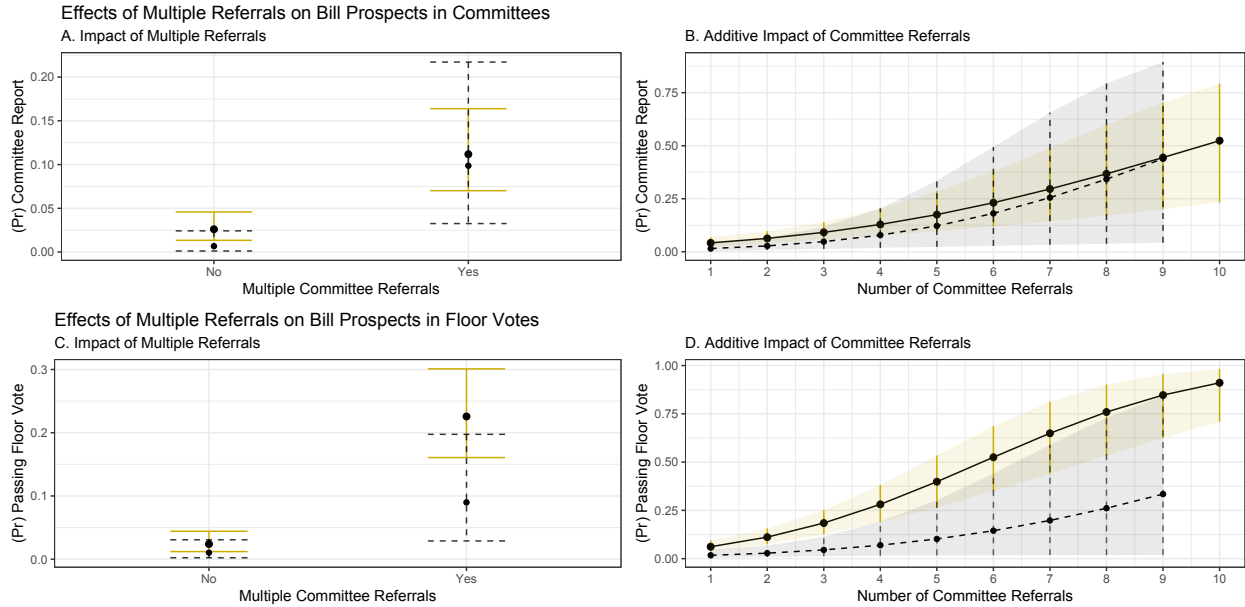 Effects of Multiple Referrals on Bill Prospects in Committees
A. Impact of Multiple Referrals
(Pr) Committee Report
0.20
0.15
0.10
0.05
0.00
No
Yes
Multiple Committee Referrals
B. Additive Impact of Committee Referrals
(Pr) Committee Report
0.75
0.50
0.25
0.00
1 2 3 4 5 6 7 8 9 10
Number of Committee Referrals
Effects of Multiple Referrals on Bill Prospects in Floor Votes
C. Impact of Multiple Referrals
(Pr) Passing Floor Vote
0.3
0.2
0.1
0.0
No
Yes
Multiple Committee Referrals
D. Additive Impact of Committee Referrals
(Pr) Passing Floor Vote
1.00
0.75
0.50
0.25
0.00
1 2 3 4 5 6 7 8 9 10
Number of Committee Referrals